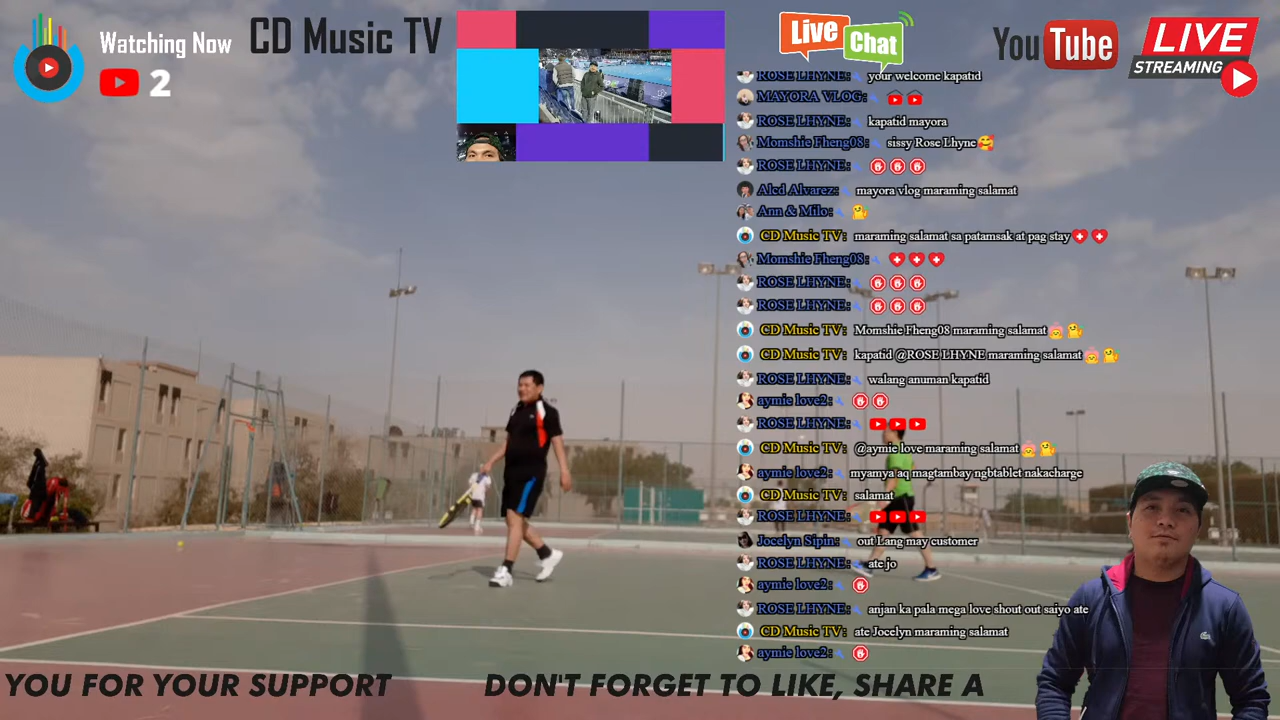 Watching Now
2
CD Music TV
Live
Chat
YouTube
LIVE
STREAMING
ROSE LHYNE: your welcome kapatid
MAYORA VLOG:
ROSE LHYNE: kapatid mayora
Momshie Fheng08: sissy Rose Lhyne🥰
ROSE LHYNE:
Alcd Alvarez: mayora vlog maraming salamat
Ann & Milo:
CD Music TV: maraming salamat sa patamsak at pag stay
Momshie Fheng08:
ROSE LHYNE:
ROSE LHYNE:
CD Music TV: Momshie Fheng08 maraming salamat
CD Music TV: kapatid @ROSE LHYNE maraming salamat
ROSE LHYNE: walang anuman kapatid
aymie love2:
ROSE LHYNE:
CD Music TV: @aymie love maraming salamat
aymie love2: myamya aq magtambay ngbtablet nakacharge
CD Music TV: salamat
ROSE LHYNE:
Jocelyn Sipin: out Lang may customer
ROSE LHYNE: ate jo
aymie love2:
ROSE LHYNE: anjan ka pala mega love shout out saiyo ate
CD Music TV: ate Jocelyn maraming salamat
aymie love2:
YOU FOR YOUR SUPPORT DON'T FORGET TO LIKE, SHARE A